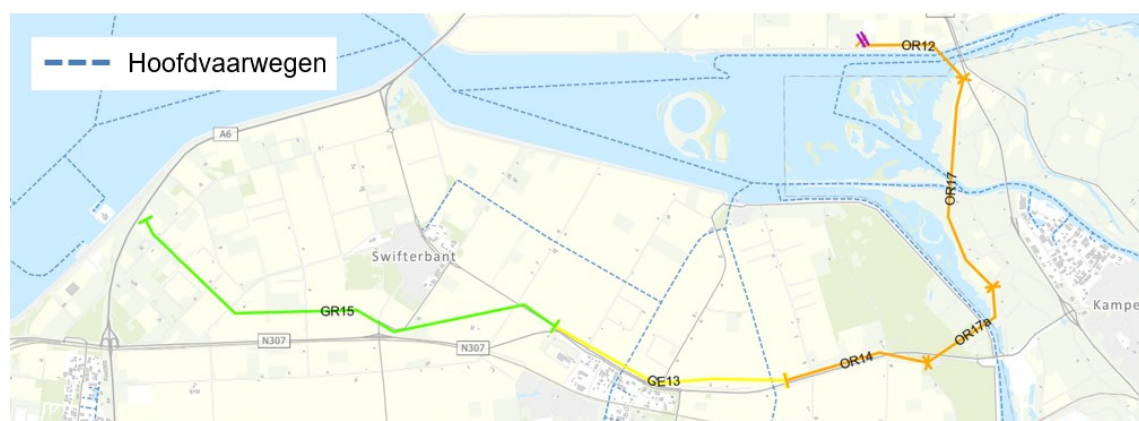 Hoofdvaarwegen
OR12
A6
OR17
Swifterbant
GR15
N307
N307
Kampe
OR17a
OR14
GE13